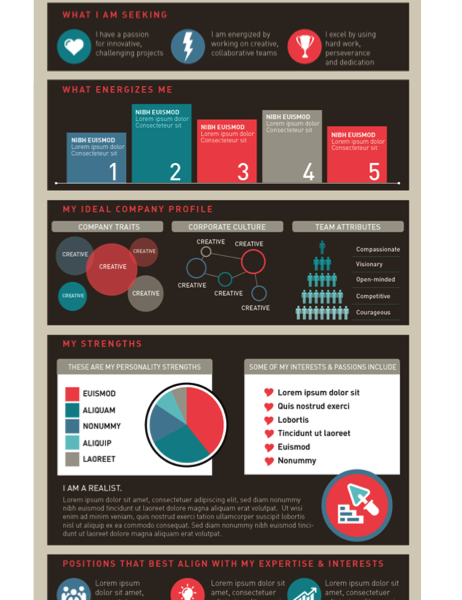 WHAT I AM SEEKING
I have a passion
for innovative,
challenging projects
I am energized by
working on creative,
collaborative teams
I excel by using
hard work,
perseverance
and dedication
WHAT ENERGIZES ME
NIBH EUISMOD
Lorem ipsum dolor
Consecteteur sit
1
NIBH EUISMOD
Lorem ipsum dolor
Consecteteur sit
2
NIBH EUISMOD
Lorem ipsum dolor
Consecteteur sit
3
NIBH EUISMOD
Lorem ipsum dolor
Consecteteur sit
4
NIBH EUISMOD
Lorem ipsum dolor
Consecteteur sit
5
MY IDEAL COMPANY PROFILE
COMPANY TRAITS
CREATIVE
CREATIVE
CREATIVE
CREATIVE
CREATIVE
CORPORATE CULTURE
CREATIVE
CREATIVE
CREATIVE
CREATIVE
CREATIVE
TEAM ATTRIBUTES
Compassionate
Visionary
Open-minded
Competitive
Courageous
MY STRENGTHS
THESE ARE MY PERSONALITY STRENGTHS
EUISMOD
ALIQUAM
NONUMMY
ALIQUIP
LAOREET
SOME OF MY INTERESTS & PASSIONS INCLUDE
Lorem ipsum dolor sit
Quis nostrud exerci
Lobortis
Tincidunt ut laoreet
Euismod
Nonummy
I AM A REALIST.
Lorem ipsum dolor sit amet, consectetuer adipiscing elit, sed diam nonummy
nibh euismod tincidunt ut laoreet dolore magna aliquam erat volutpat. Ut wisi
enim ad minim veniam, quis nostrud exerci tation ullamcorper suscipit lobortis
nisl ut aliquip ex ea commodo consequat. Sed diam nonummy nibh euismod tinci-
dunt ut laoreet dolore magna aliquam erat volutpat.
POSITIONS THAT BEST ALIGN WITH MY EXPERTISE & INTERESTS
Lorem ipsum
dolor sit amet,
Lorem ipsum dolor sit
amet, consectetuer
Lorem ipsum dolor sit
amet, consectetuer